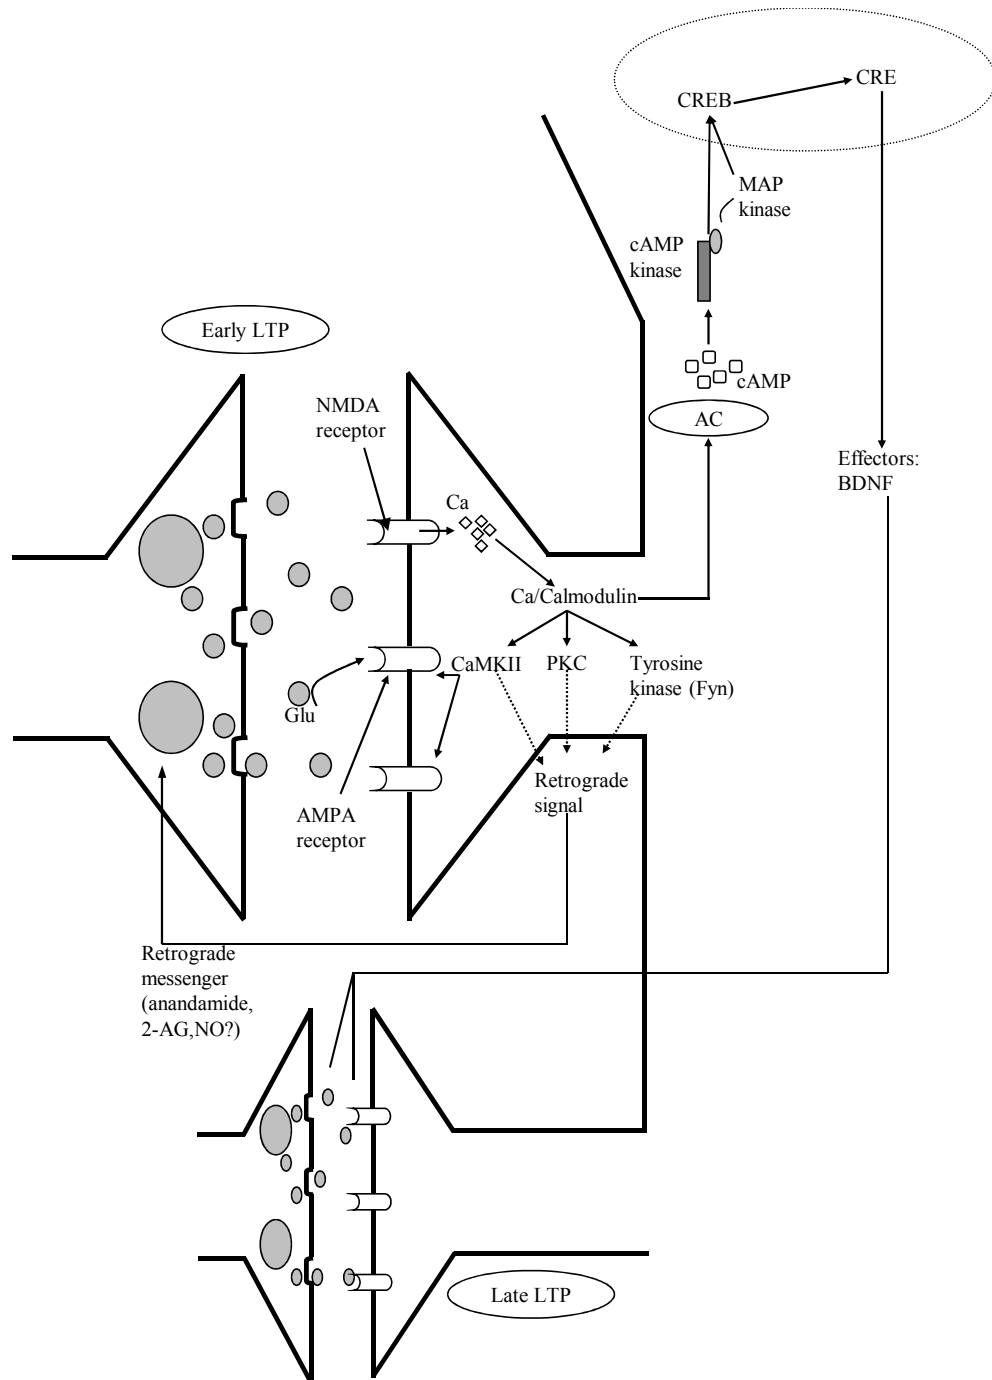 CRE
CREB
MAP
kinase
cAMP
kinase
Early LTP
cAMP
NMDA
receptor
AC
Effectors:
BDNF
Ca
Ca/Calmodulin
CaMKII
PKC
Tyrosine
kinase (Fyn)
Glu
Retrograde
signal
AMPA
receptor
Retrograde
messenger
(anandamide,
2-AG,NO?)
Late LTP